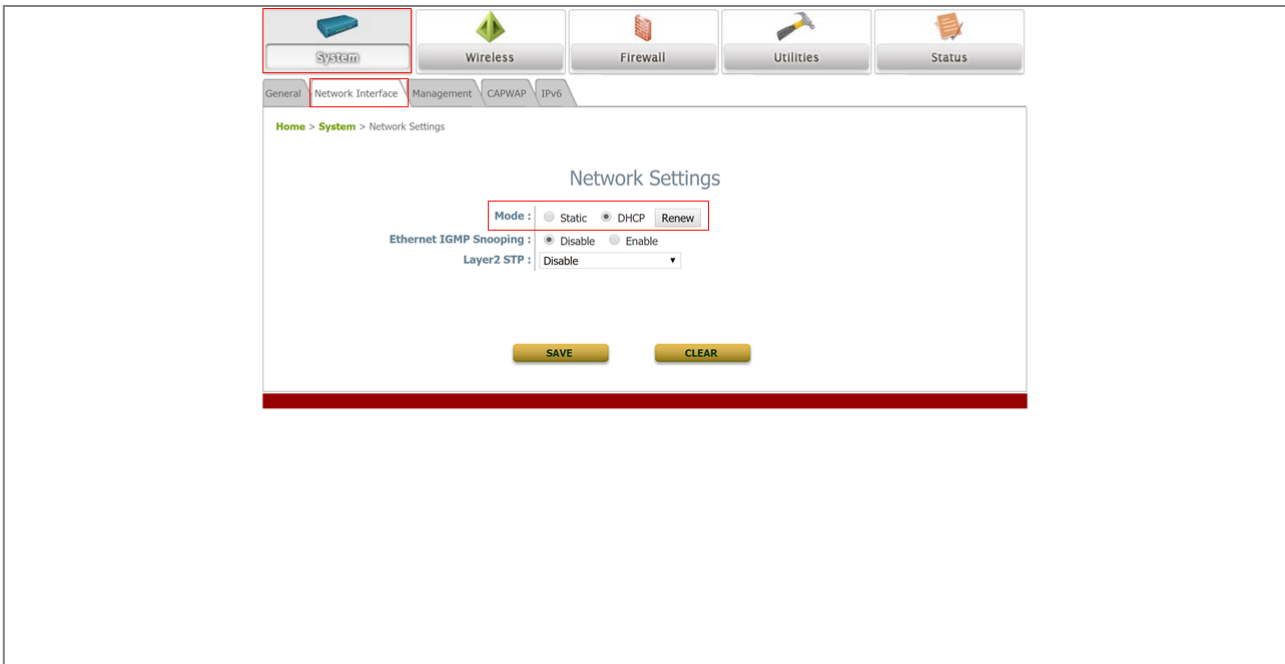 System Wireless Firewall Utilities Status
General Network Interface Management CAPWAP IPv6
Home > System > Network Settings
Network Settings
Mode : Static DHCP Renew
Ethernet IGMP Snooping : Disable Enable
Layer2 STP : Disable
SAVE CLEAR